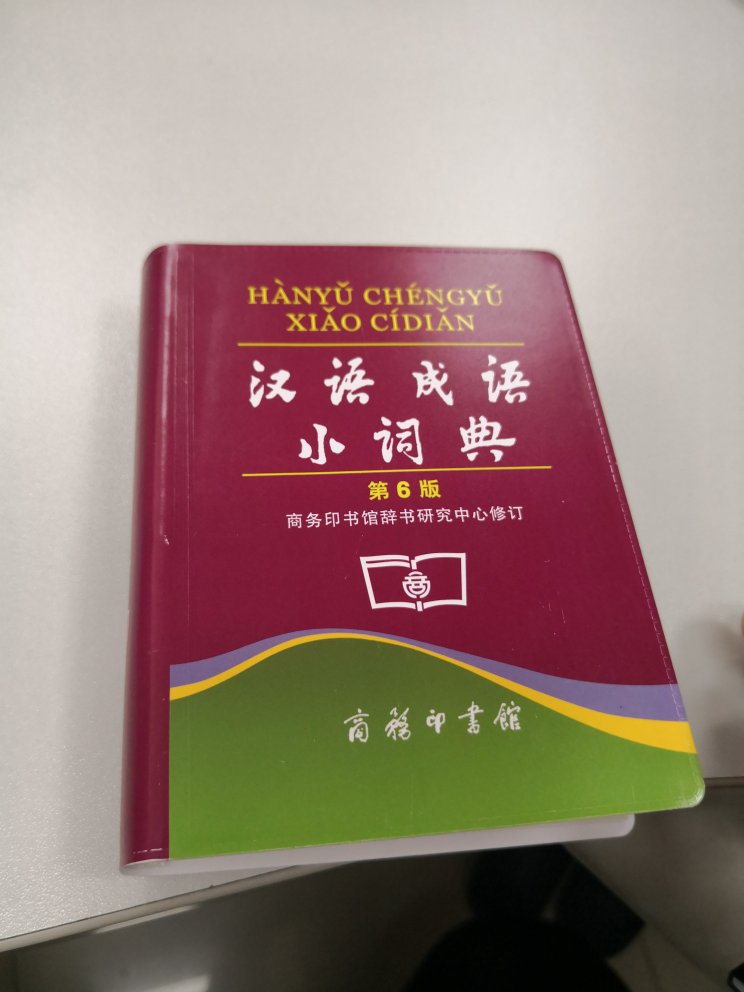 HÀNYǓ CHÉNGYǓ
XIǍO CÍDIǍN
汉语成语
小词典
第6版
商务印书馆辞书研究中心修订
商
商務印書館